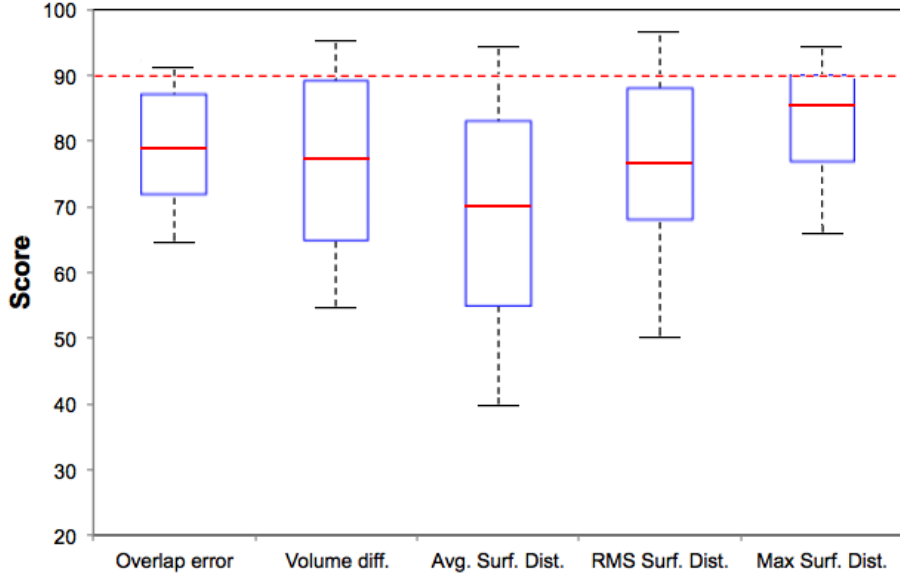 100
90
80
70
60
50
40
30
20
Score
Overlap error
Volume diff.
Avg. Surf. Dist.
RMS Surf. Dist.
Max Surf. Dist.